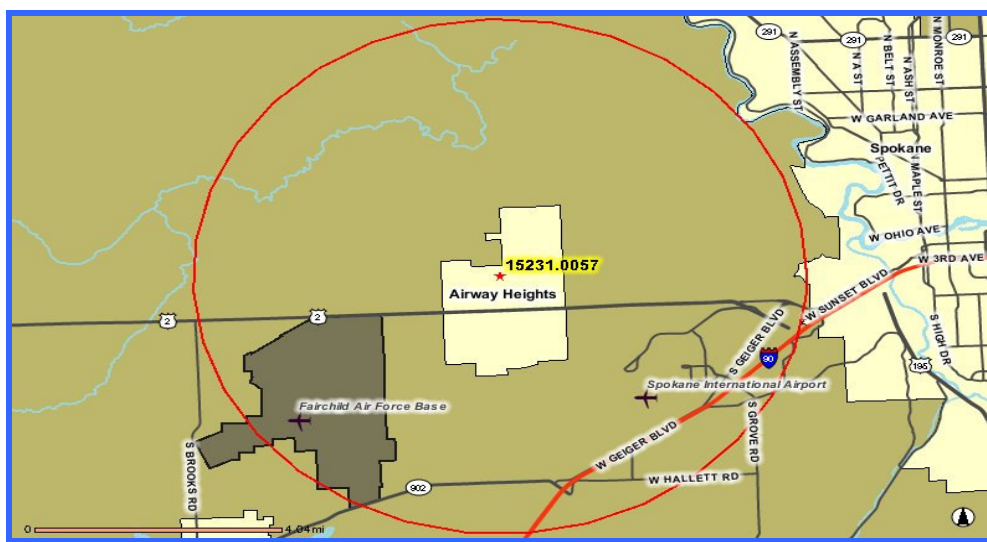 291
N ASSEMBLY ST
291
N A ST
N BELT ST
N ASH ST
N MONROE ST
291
W GARLAND AVE
Spokane
PETTIT DR
N MAPLE ST
W OHIO AVE
W 3RD AVE
15231.0057
Airway Heights
W SUNSET BLVD
S GEIGER BLVD
S HIGH DR
2
2
90
195
Spokane International Airport
Fairchild Air Force Base
S GROVE RD
W GEIGER BLVD
S BROOKS RD
902
W HALLETT RD
0
4.04mi